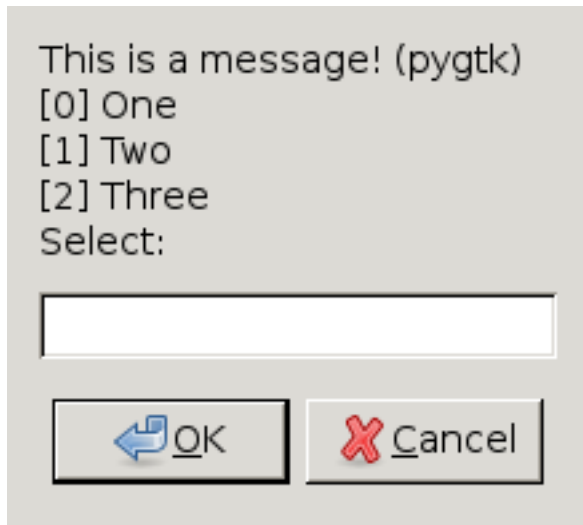 This is a message! (pygtk)
[0] One
[1] Two
[2] Three
Select:
OK
Cancel